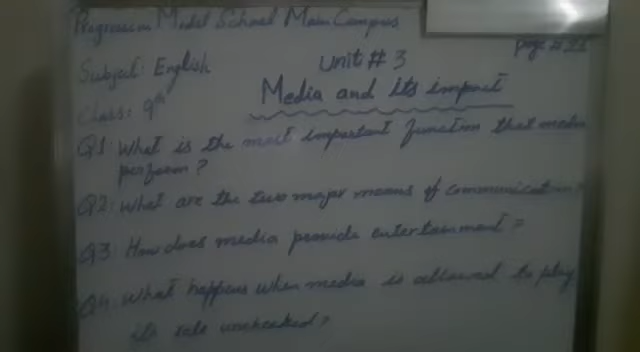 Progressive Model School Main Campus
Subject: English
Unit # 3
Page #
Class: 9th
Media and Its impact
Q1: What is the most important function that media
perform?
Q2: What are the two major means of communication?
Q3: How does media provide entertainment?
Q4: What happens when media is allowed to play
its role unchecked?